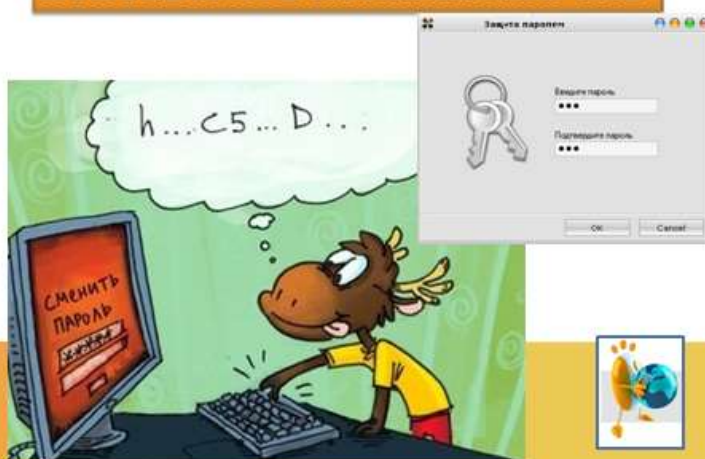 Защита паролем
Введите пароль
•••
Подтвердите пароль
•••
OK
Cancel
h...C5...D...
СМЕНИТЬ
ПАРОЛЬ